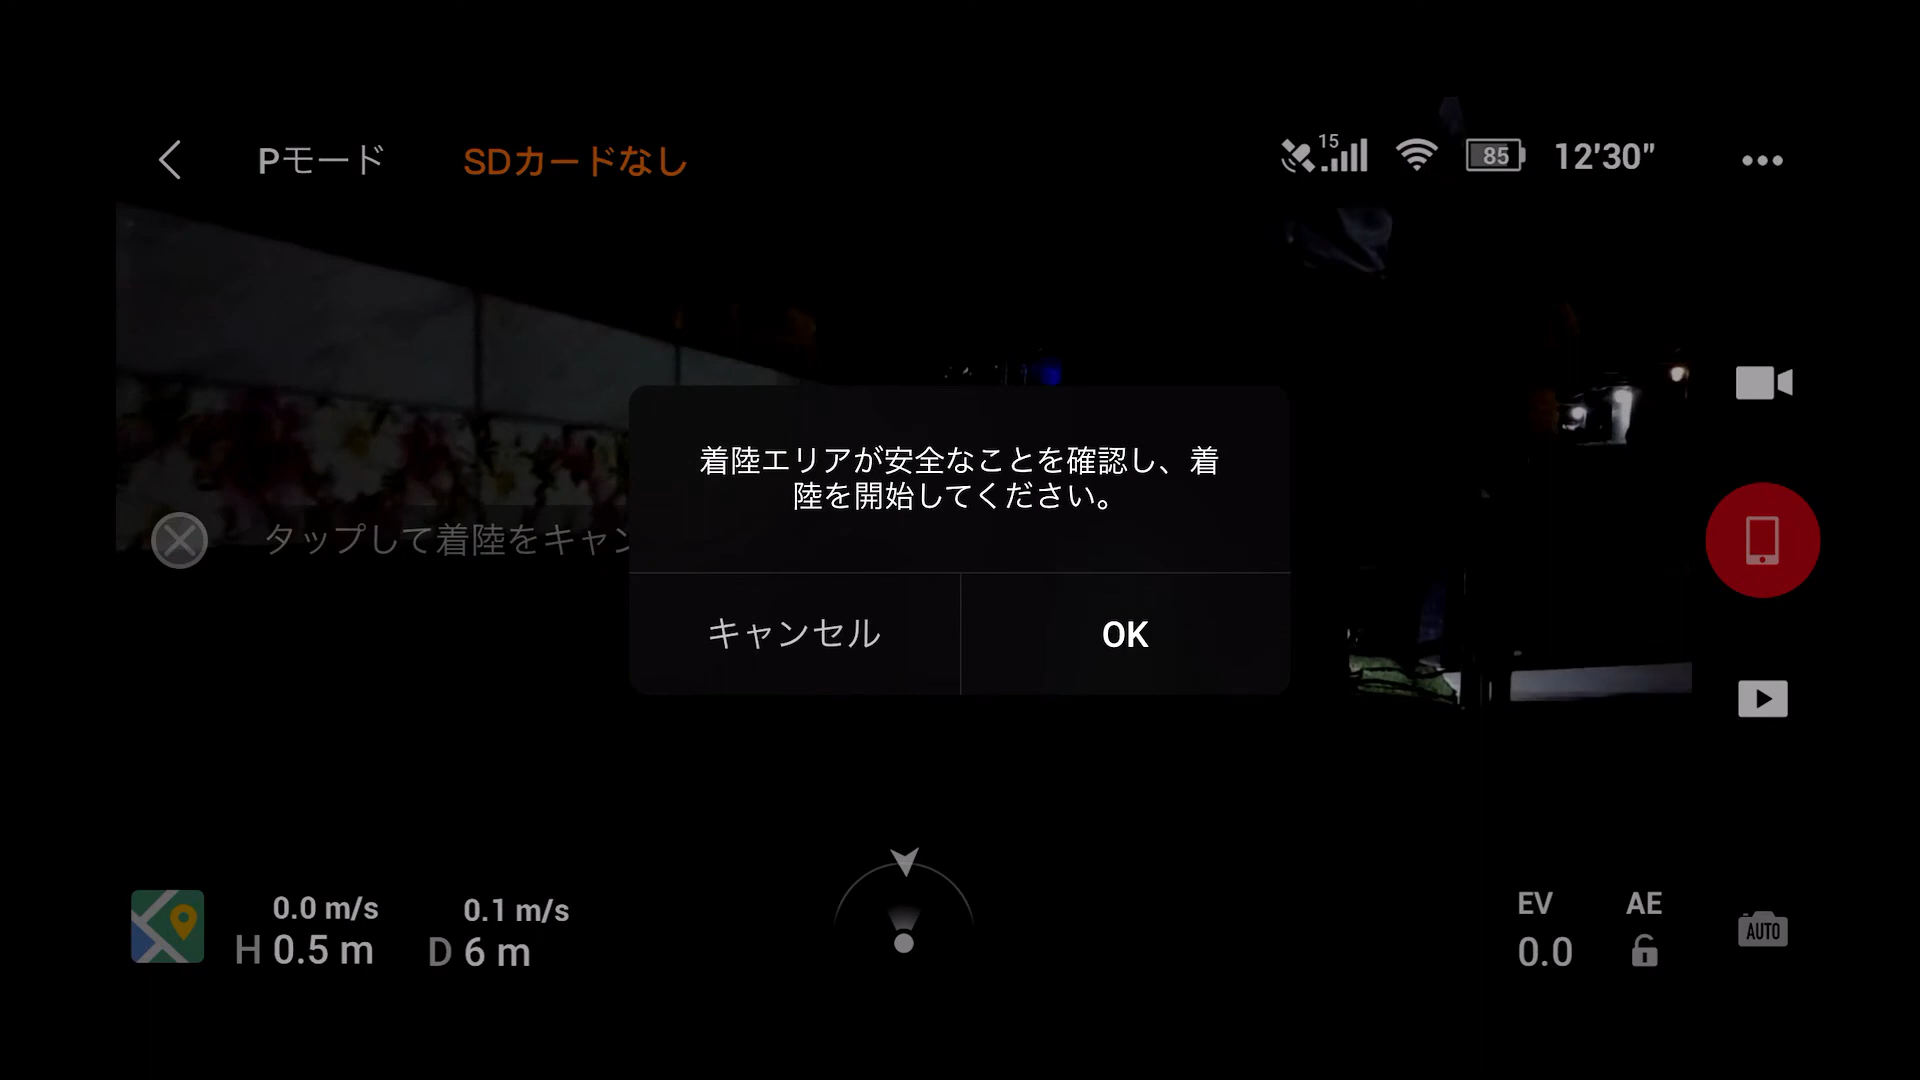 Pモード
SDカードなし
15
85
12’30”
着陸エリアが安全なことを確認し、着
陸を開始してください。
タップして着陸をキャン
キャンセル
OK
0.0 m/s
0.1 m/s
H 0.5 m
D 6 m
EV
AE
0.0
AUTO